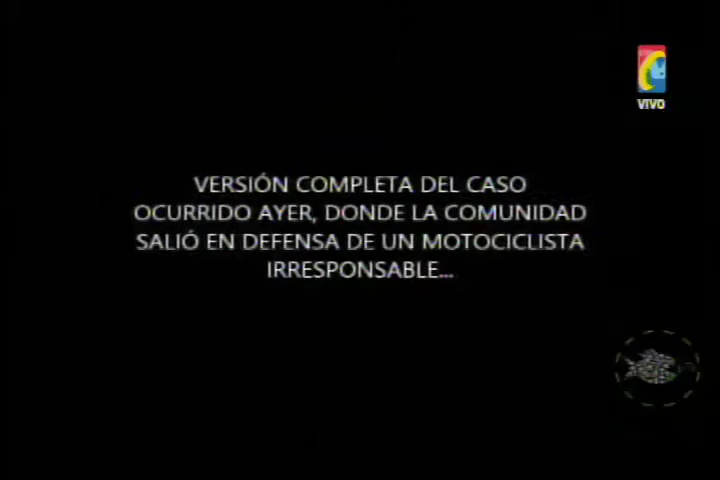 VIVO
VERSIÓN COMPLETA DEL CASO
OCURRIDO AYER, DONDE LA COMUNIDAD
SALIÓ EN DEFENSA DE UN MOTOCICLISTA
IRRESPONSABLE...